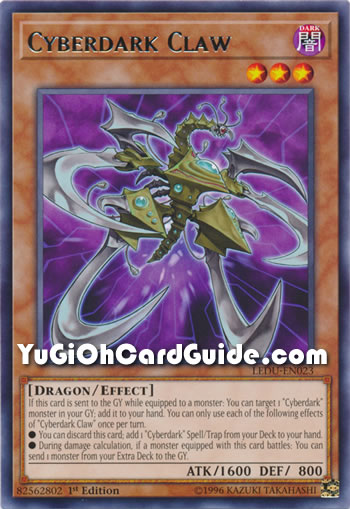 CYBERDARK CLAW
DARK
闇
YUGIOHCARDGUIDE.COM
LEDU-EN023
[DRAGON/EFFECT]
If this card is sent to the GY while equipped to a monster: You can target 1 "Cyberdark"
monster in your GY; add it to your hand. You can only use each of the following effects
of "Cyberdark Claw" once per turn.
● You can discard this card; add 1 "Cyberdark" Spell/Trap from your Deck to your hand.
● During damage calculation, if a monster equipped with this card battles: You can
send 1 monster from your Extra Deck to the GY.
ATK/1600 DEF/ 800
82562802 1st Edition ©1996 KAZUKI TAKAHASHI